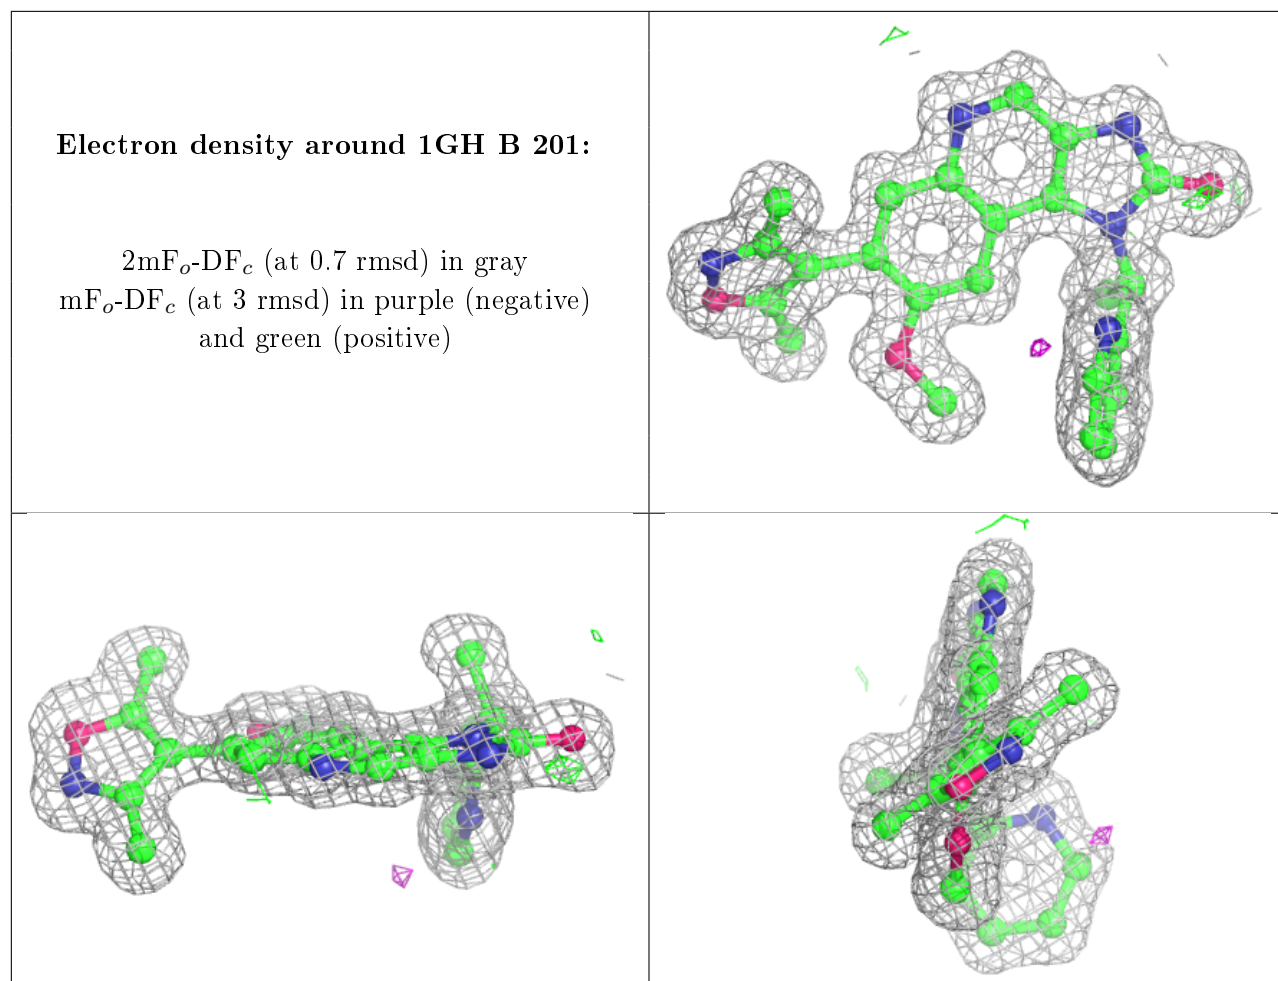 Electron density around 1GH B 201:
2mFₒ-DF𝒸 (at 0.7 rmsd) in gray
mFₒ-DF𝒸 (at 3 rmsd) in purple (negative)
and green (positive)